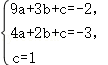 9a+3b+c=-2,
4a+2b+c=-3,
c=1